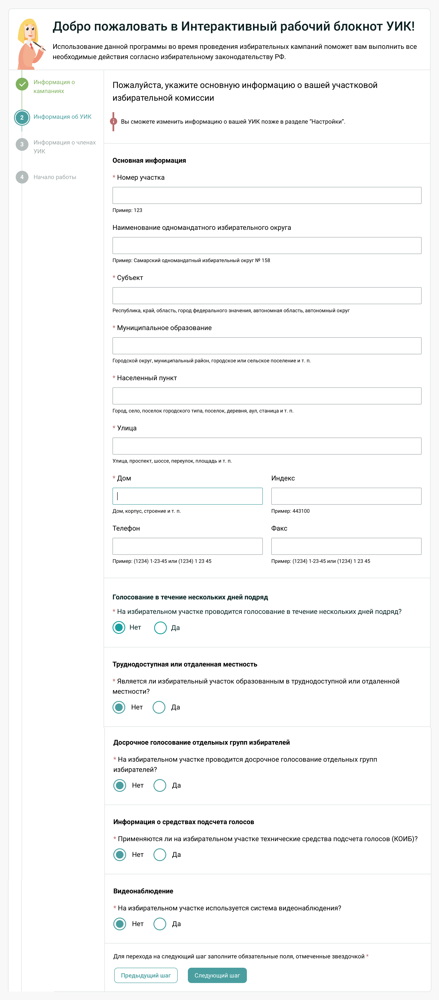 Добро пожаловать в Интерактивный рабочий блокнот УИК!
Использование данной программы во время проведения избирательных кампаний поможет вам выполнить все
необходимые действия согласно избирательному законодательству РФ.
Информация о
кампаниях
2 Информация об УИК
3 Информация о членах
УИК
4 Начало работы
Пожалуйста, укажите основную информацию о вашей участковой
избирательной комиссии
Вы сможете изменить информацию о вашей УИК позже в разделе “Настройки”.
Основная информация
* Номер участка
Пример: 123
Наименование одномандатного избирательного округа
Пример: Самарский одномандатный избирательный округ № 158
* Субъект
Республика, край, область, город федерального значения, автономная область, автономный округ
* Муниципальное образование
Городской округ, муниципальный район, городское или сельское поселение и т. п.
* Населенный пункт
Город, село, поселок городского типа, поселок, деревня, аул, станица и т. п.
* Улица
Улица, проспект, шоссе, переулок, площадь и т. п.
* Дом Индекс
Дом, корпус, строение и т. п. Пример: 443100
Телефон Факс
Пример: (1234) 1-23-45 или (1234) 1 23 45 Пример: (1234) 1-23-45 или (1234) 1 23 45
Голосование в течение нескольких дней подряд
* На избирательном участке проводится голосование в течение нескольких дней подряд?
Нет Да
Труднодоступная или отдаленная местность
* Является ли избирательный участок образованным в труднодоступной или отдаленной
местности?
Нет Да
Досрочное голосование отдельных групп избирателей
* На избирательном участке проводится досрочное голосование отдельных групп
избирателей?
Нет Да
Информация о средствах подсчета голосов
* Применяются ли на избирательном участке технические средства подсчета голосов (КОИБ)?
Нет Да
Видеонаблюдение
* На избирательном участке используется система видеонаблюдения?
Нет Да
Для перехода на следующий шаг заполните обязательные поля, отмеченные звездочкой *
Предыдущий шаг Следующий шаг